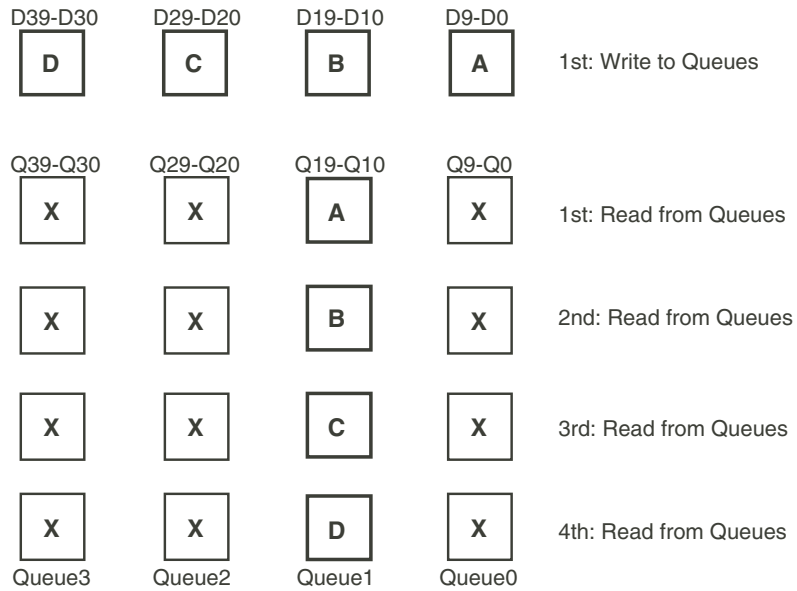 D39-D30 D29-D20 D19-D10 D9-D0
D C B A 1st: Write to Queues
Q39-Q30 Q29-Q20 Q19-Q10 Q9-Q0
X X A X 1st: Read from Queues
X X B X 2nd: Read from Queues
X X C X 3rd: Read from Queues
X X D X 4th: Read from Queues
Queue3 Queue2 Queue1 Queue0